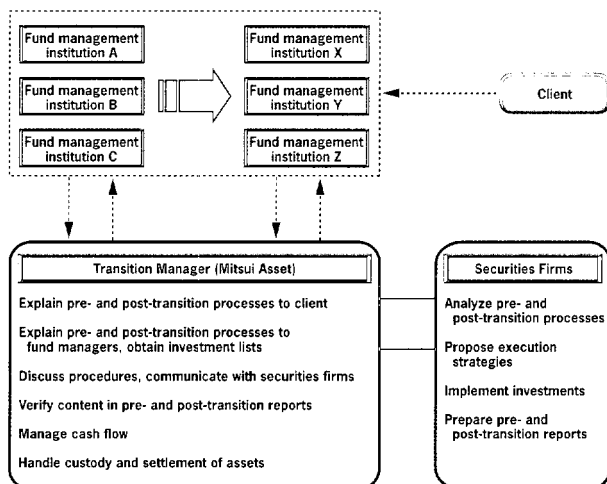 Fund management
institution A
Fund management
institution X
Fund management
institution B
Fund management
institution Y
Client
Fund management
institution C
Fund management
institution Z
Transition Manager (Mitsui Asset)
Explain pre- and post-transition processes to client
Explain pre- and post-transition processes to
fund managers, obtain investment lists
Discuss procedures, communicate with securities firms
Verify content in pre- and post-transition reports
Manage cash flow
Handle custody and settlement of assets
Securities Firms
Analyze pre- and
post-transition processes
Propose execution
strategies
Implement investments
Prepare pre- and
post-transition reports